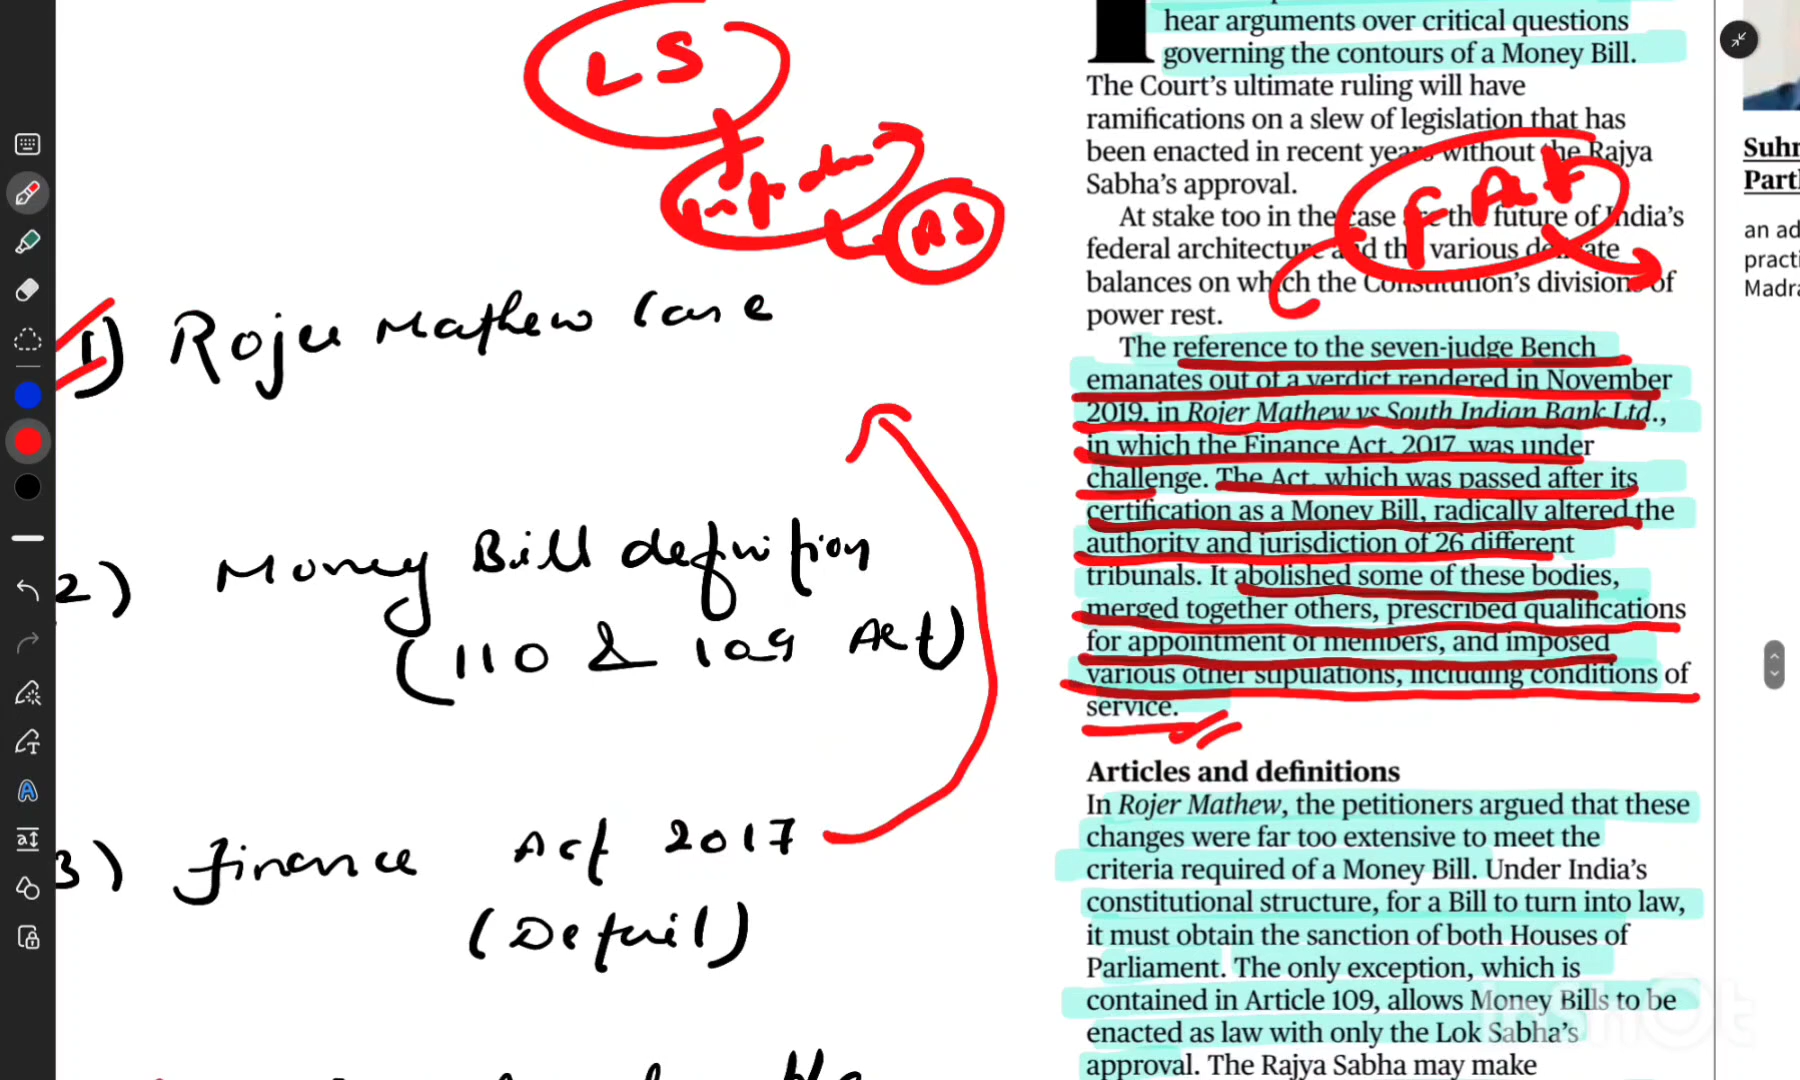 LS
RS
1) Rojer Mathew Case
2) Money Bill definition
(110 & 109 Act)
3) finance Act 2017
(Detail)
F Act
hear arguments over critical questions
governing the contours of a Money Bill.
The Court's ultimate ruling will have
ramifications on a slew of legislation that has
been enacted in recent years without the Rajya
Sabha's approval.
At stake too in the case are the future of India's
federal architecture and the various delicate
balances on which the Constitution's divisions of
power rest.
The reference to the seven-judge Bench
emanates out of a verdict rendered in November
2019, in Rojer Mathew vs South Indian Bank Ltd.,
in which the Finance Act, 2017, was under
challenge. The Act, which was passed after its
certification as a Money Bill, radically altered the
authority and jurisdiction of 26 different
tribunals. It abolished some of these bodies,
merged together others, prescribed qualifications
for appointment of members, and imposed
various other stipulations, including conditions of
service.
Articles and definitions
In Rojer Mathew, the petitioners argued that these
changes were far too extensive to meet the
criteria required of a Money Bill. Under India's
constitutional structure, for a Bill to turn into law,
it must obtain the sanction of both Houses of
Parliament. The only exception, which is
contained in Article 109, allows Money Bills to be
enacted as law with only the Lok Sabha's
approval. The Rajya Sabha may make
Suhr
Parth
an ad
practi
Madra
InShOt